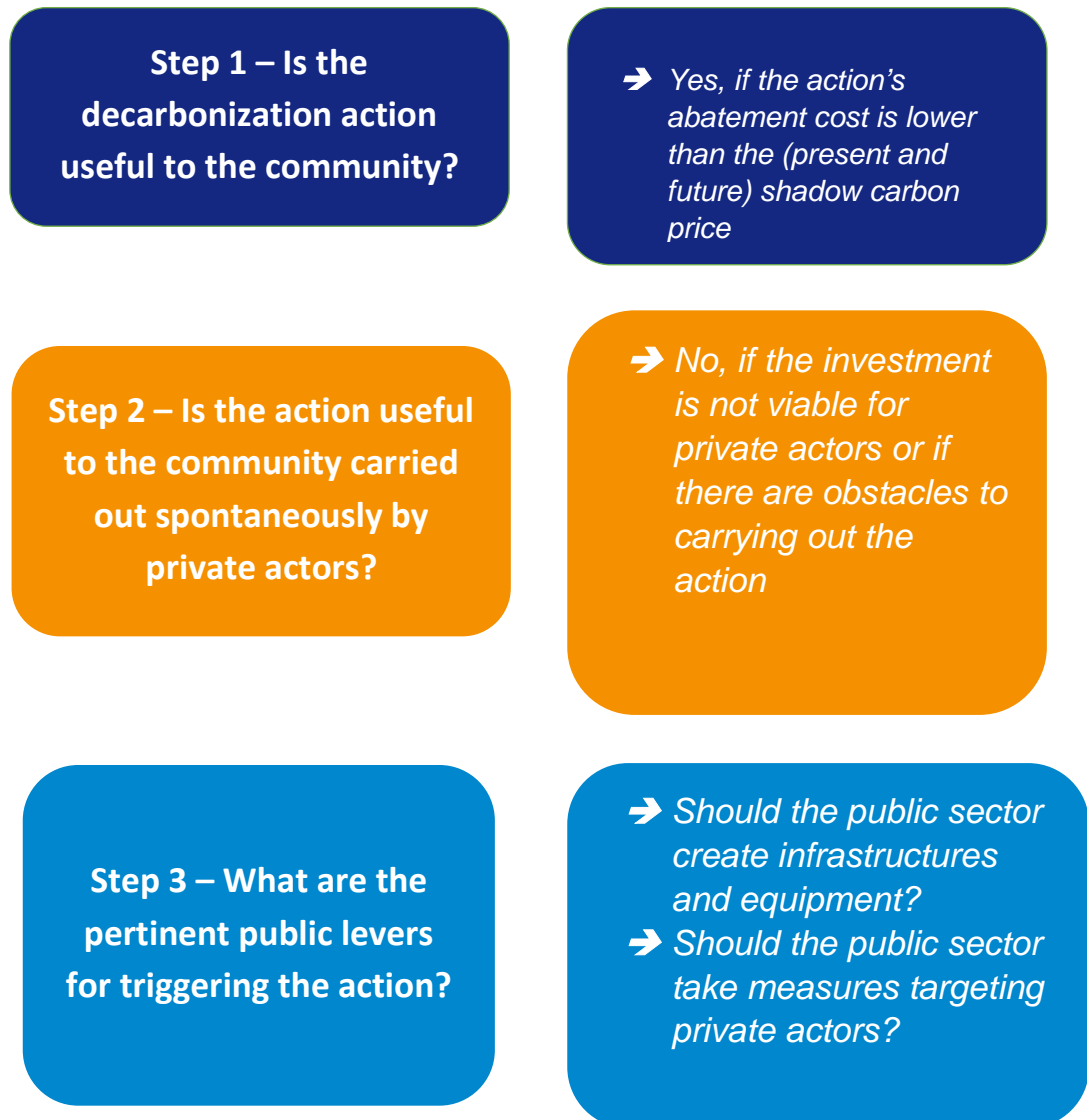 Step 1 – Is the
decarbonization action
useful to the community?
➔ Yes, if the action's
abatement cost is lower
than the (present and
future) shadow carbon
price
Step 2 – Is the action useful
to the community carried
out spontaneously by
private actors?
➔ No, if the investment
is not viable for
private actors or if
there are obstacles to
carrying out the
action
Step 3 – What are the
pertinent public levers
for triggering the action?
➔ Should the public sector
create infrastructures
and equipment?
➔ Should the public sector
take measures targeting
private actors?